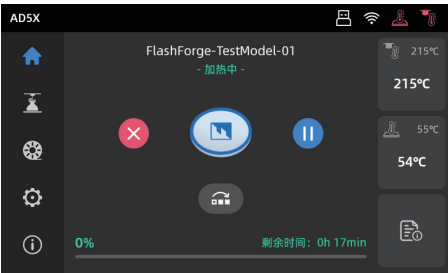 AD5X
FlashForge-TestModel-01
- 加热中 -
215℃
215℃
55℃
54℃
0%
剩余时间：0h 17min